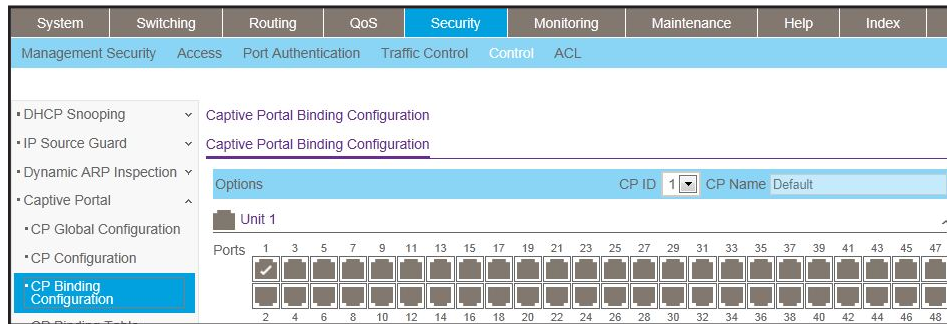 System Switching Routing QoS Security Monitoring Maintenance Help Index
Management Security Access Port Authentication Traffic Control Control ACL
DHCP Snooping
IP Source Guard
Dynamic ARP Inspection
Captive Portal
CP Global Configuration
CP Configuration
CP Binding
Configuration
CP Binding Table
Captive Portal Binding Configuration
Captive Portal Binding Configuration
Options CP ID 1 CP Name Default
Unit 1
Ports 1 3 5 7 9 11 13 15 17 19 21 23 25 27 29 31 33 35 37 39 41 43 45 47
2 4 6 8 10 12 14 16 18 20 22 24 26 28 30 32 34 36 38 40 42 44 46 48